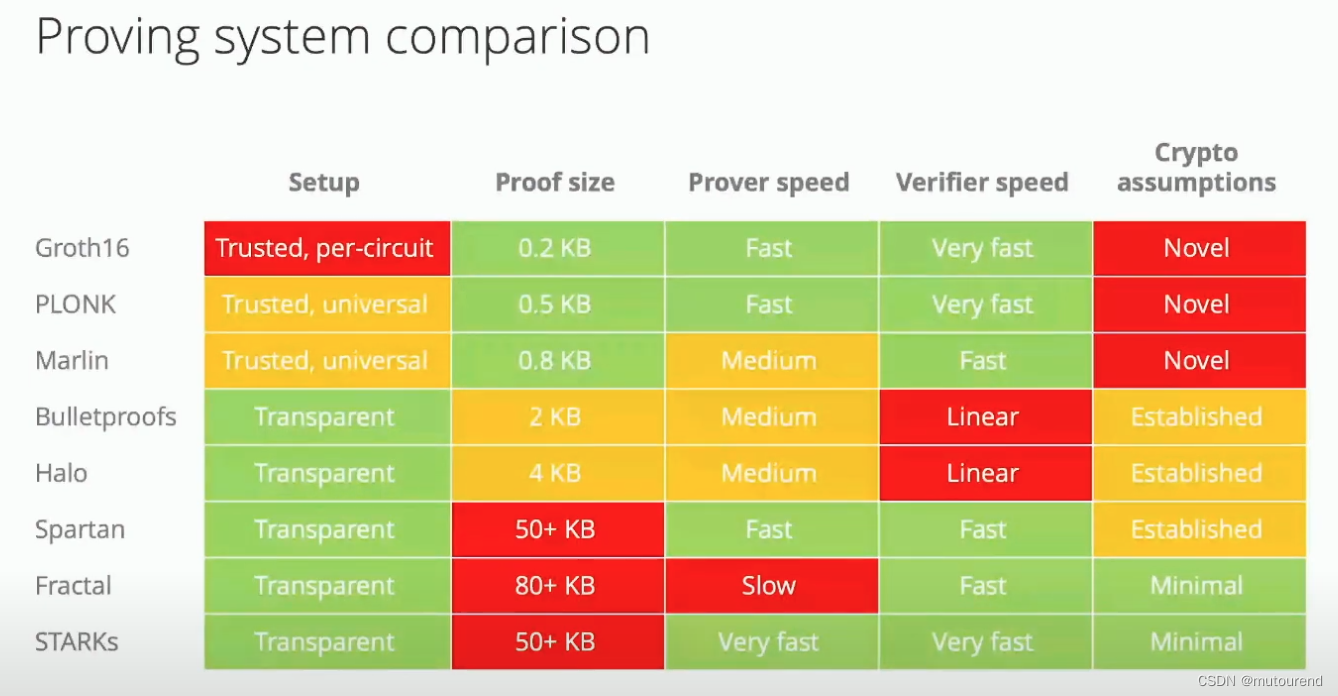 Proving system comparison
Crypto
Setup Proof size Prover speed Verifier speed assumptions
Groth16 Trusted, per-circuit 0.2 KB Fast Very fast Novel
PLONK Trusted, universal 0.5 KB Fast Very fast Novel
Marlin Trusted, universal 0.8 KB Medium Fast Novel
Bulletproofs Transparent 2 KB Medium Linear Established
Halo Transparent 4 KB Medium Linear Established
Spartan Transparent 50+ KB Fast Fast Established
Fractal Transparent 80+ KB Slow Fast Minimal
STARKs Transparent 50+ KB Very fast Very fast Minimal
CSDN @mutourend